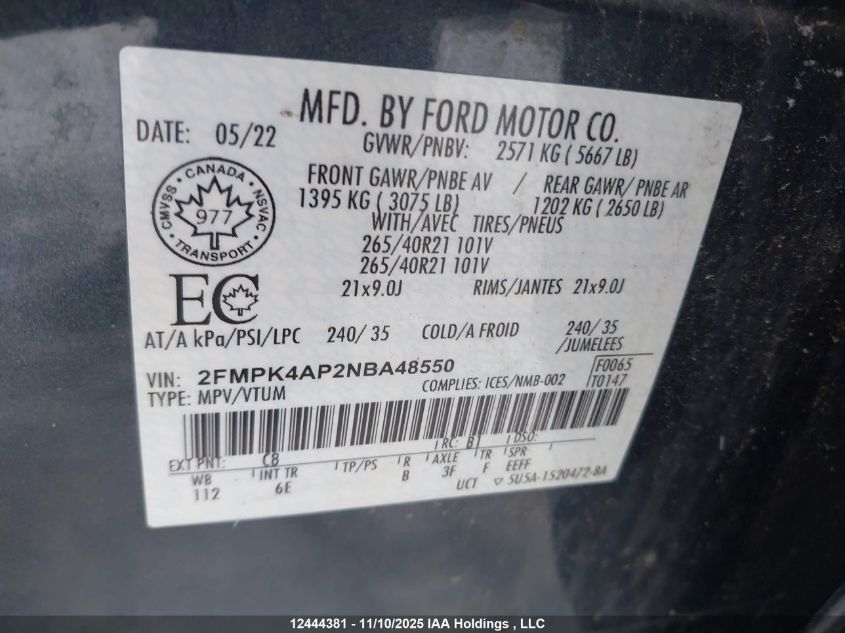 MFD. BY FORD MOTOR CO.
DATE: 05/22
GVWR/PNBV: 2571 KG ( 5667 LB)
FRONT GAWR/PNBE AV / REAR GAWR/ PNBE AR
1395 KG ( 3075 LB) 1202 KG ( 2650 LB)
WITH/AVEC TIRES/PNEUS
265/40R21 101V
265/40R21 101V
21x9.0J RIMS/JANTES 21x9.0J
CMVSS · CANADA · NSVAC
977
TRANSPORT
EC
AT/A kPa/PSI/LPC 240/ 35 COLD/A FROID 240/ 35
/JUMELEES
VIN: 2FMPK4AP2NBA48550
F0065
TYPE: MPV/VTUM COMPLIES: ICES/NMB-002 T0147
EXT PNT: C8 RC: B1 DSO:
WB INT TR TP/PS R AXLE TR SPR
112 6E B 3F F EEFF
UCT 5U5A-1520472-BA
12444381 - 11/10/2025 IAA Holdings , LLC